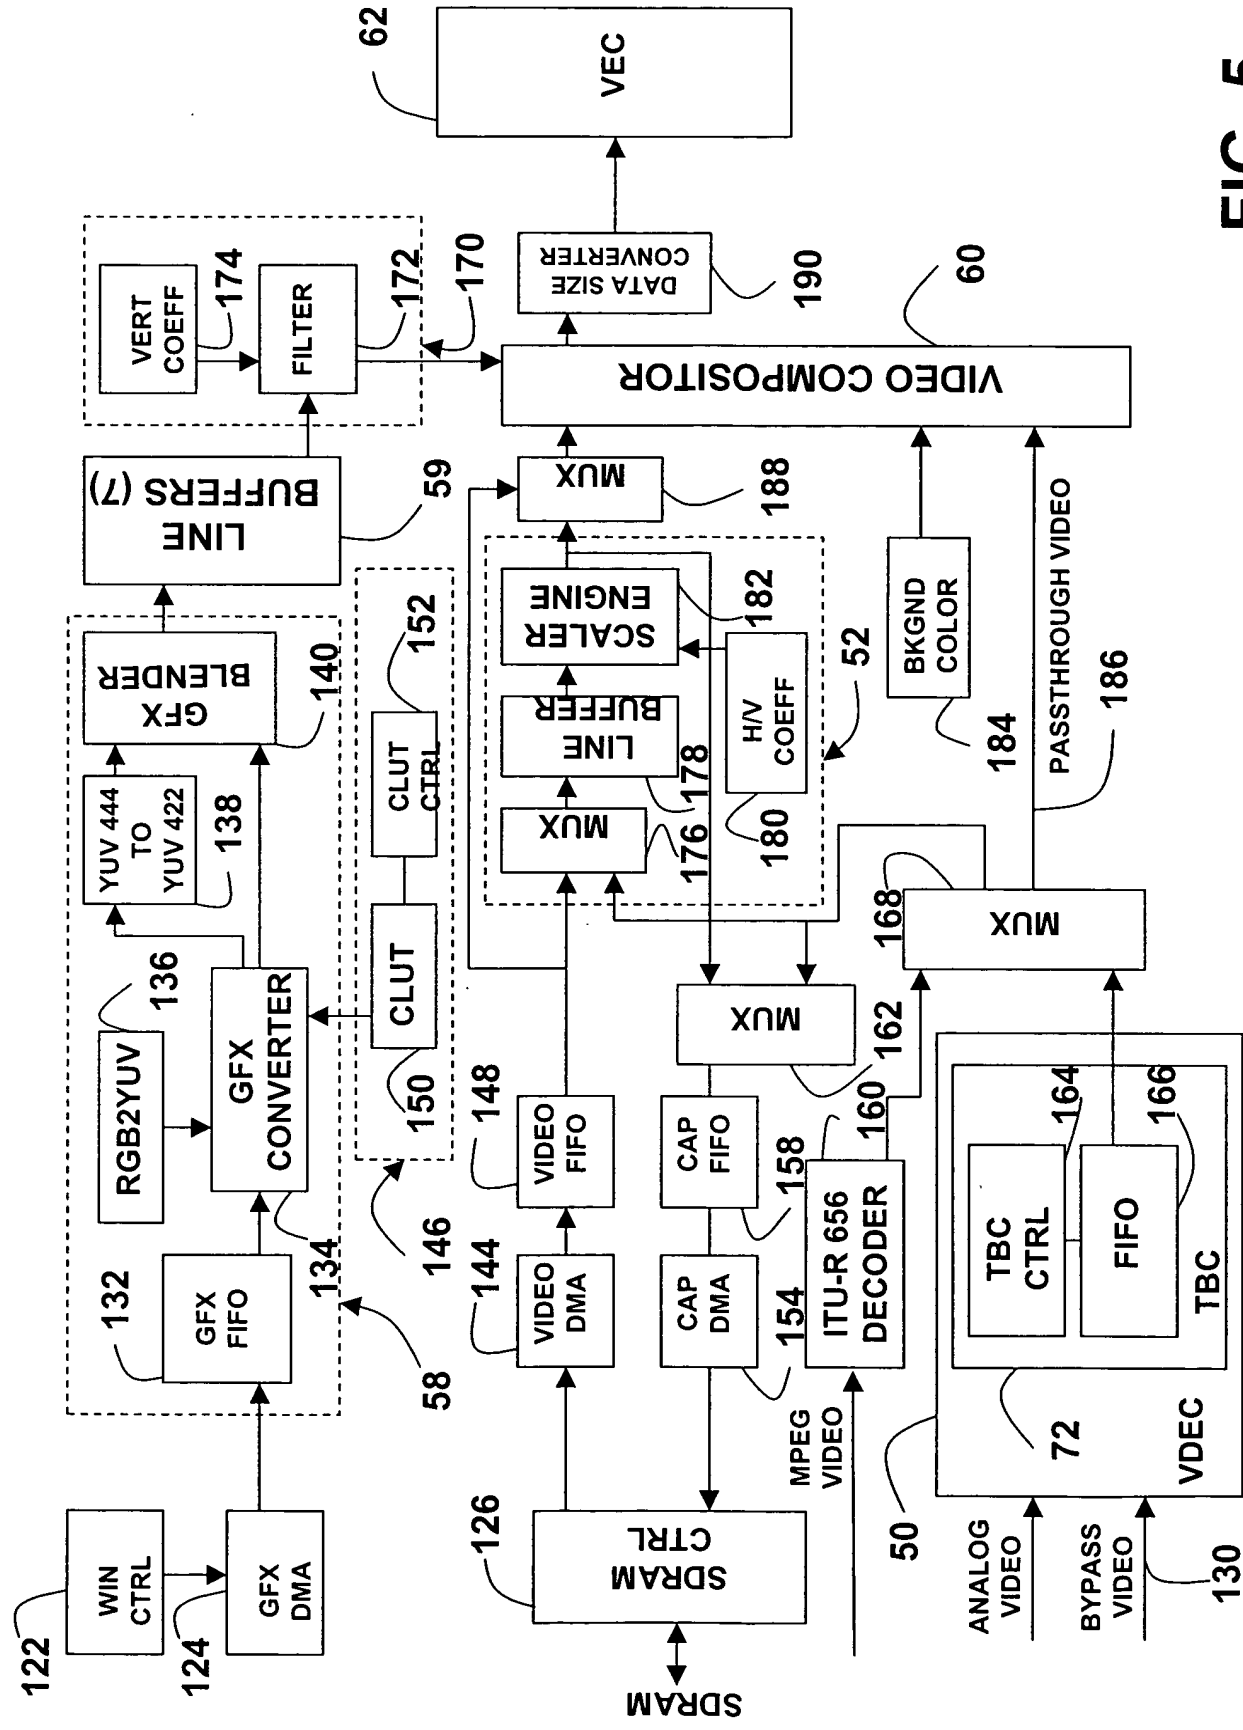 62
VEC
DATA SIZE
CONVERTER
190
VERT
COEFF
174
FILTER
172
170
60
VIDEO COMPOSITOR
LINE
BUFFERS (7)
59
MUX
188
GFX
BLENDER
140
YUV 444
TO
YUV 422
138
RGB2YUV
136
GFX
CONVERTER
134
GFX
FIFO
132
58
CLUT
CTRL
152
CLUT
150
146
SCALER
ENGINE
182
LINE
BUFFER
178
MUX
176
H/V
COEFF
180
52
BKGND
COLOR
184
PASSTHROUGH VIDEO
186
MUX
168
MUX
162
VIDEO
FIFO
148
VIDEO
DMA
144
CAP
FIFO
158
CAP
DMA
154
ITU-R 656
DECODER
160
MPEG
VIDEO
TBC
CTRL
164
FIFO
166
TBC
72
VDEC
50
ANALOG
VIDEO
BYPASS
VIDEO
130
WIN
CTRL
122
GFX
DMA
124
SDRAM
CTRL
126
SDRAM
FIG. 5